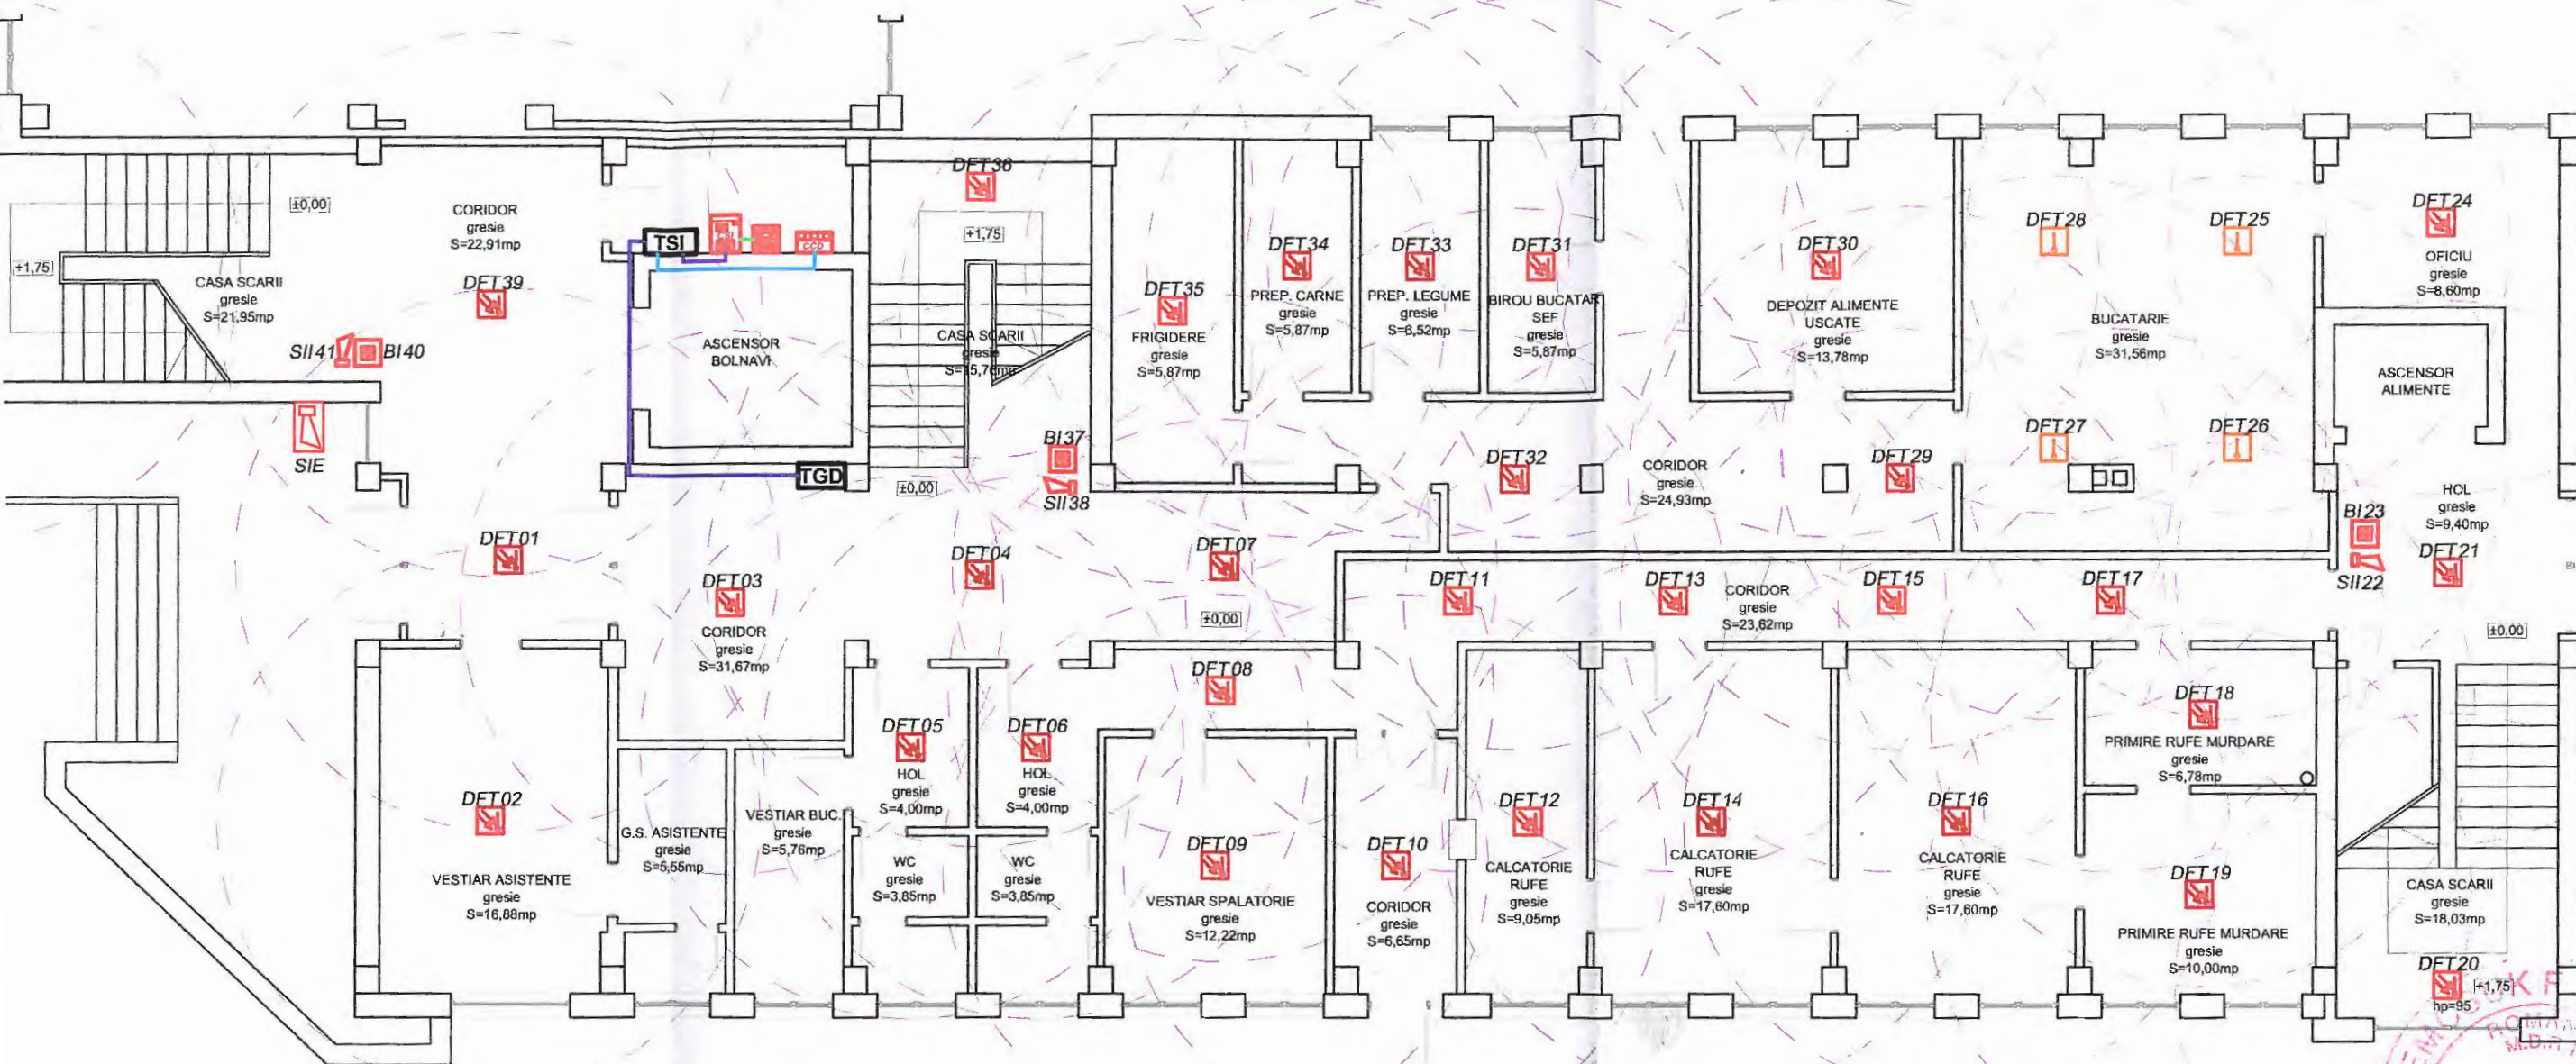 DFT36
DFT24
±0,00
CORIDOR
gresie
S=22,91mp
+1,75
TSI
CCD
DFT28
DFT25
DFT34
DFT33
DFT31
DFT30
OFICIU
gresie
S=8,60mp
+1,75
CASA SCARII
gresie
S=21,95mp
DFT39
DFT35
PREP. CARNE
gresie
S=5,87mp
PREP. LEGUME
gresie
S=6,52mp
BIROU BUCATAR
SEF
gresie
S=5,87mp
DEPOZIT ALIMENTE
USCATE
gresie
S=13,78mp
BUCATARIE
gresie
S=31,56mp
SII41
BI40
ASCENSOR
BOLNAVI
CASA SCARII
gresie
S=15,76mp
FRIGIDERE
gresie
S=5,87mp
ASCENSOR
ALIMENTE
SIE
BI37
SII38
TGD
±0,00
DFT32
CORIDOR
gresie
S=24,93mp
DFT29
DFT27
DFT26
HOL
gresie
S=9,40mp
BI23
SII22
DFT21
DFT01
DFT03
CORIDOR
gresie
S=31,67mp
DFT04
DFT07
±0,00
DFT11
DFT13
CORIDOR
gresie
S=23,62mp
DFT15
DFT17
±0,00
DFT08
DFT18
PRIMIRE RUFE MURDARE
gresie
S=6,78mp
DFT05
HOL
gresie
S=4,00mp
DFT06
HOL
gresie
S=4,00mp
DFT02
VESTIAR ASISTENTE
gresie
S=16,88mp
G.S. ASISTENTE
gresie
S=5,55mp
VESTIAR BUC.
gresie
S=5,76mp
WC
gresie
S=3,85mp
WC
gresie
S=3,85mp
DFT09
VESTIAR SPALATORIE
gresie
S=12,22mp
DFT10
CORIDOR
gresie
S=6,65mp
DFT12
CALCATORIE
RUFE
gresie
S=9,05mp
DFT14
CALCATORIE
RUFE
gresie
S=17,60mp
DFT16
CALCATORIE
RUFE
gresie
S=17,60mp
DFT19
PRIMIRE RUFE MURDARE
gresie
S=10,00mp
CASA SCARII
gresie
S=18,03mp
DFT20
+1,75
hp=95